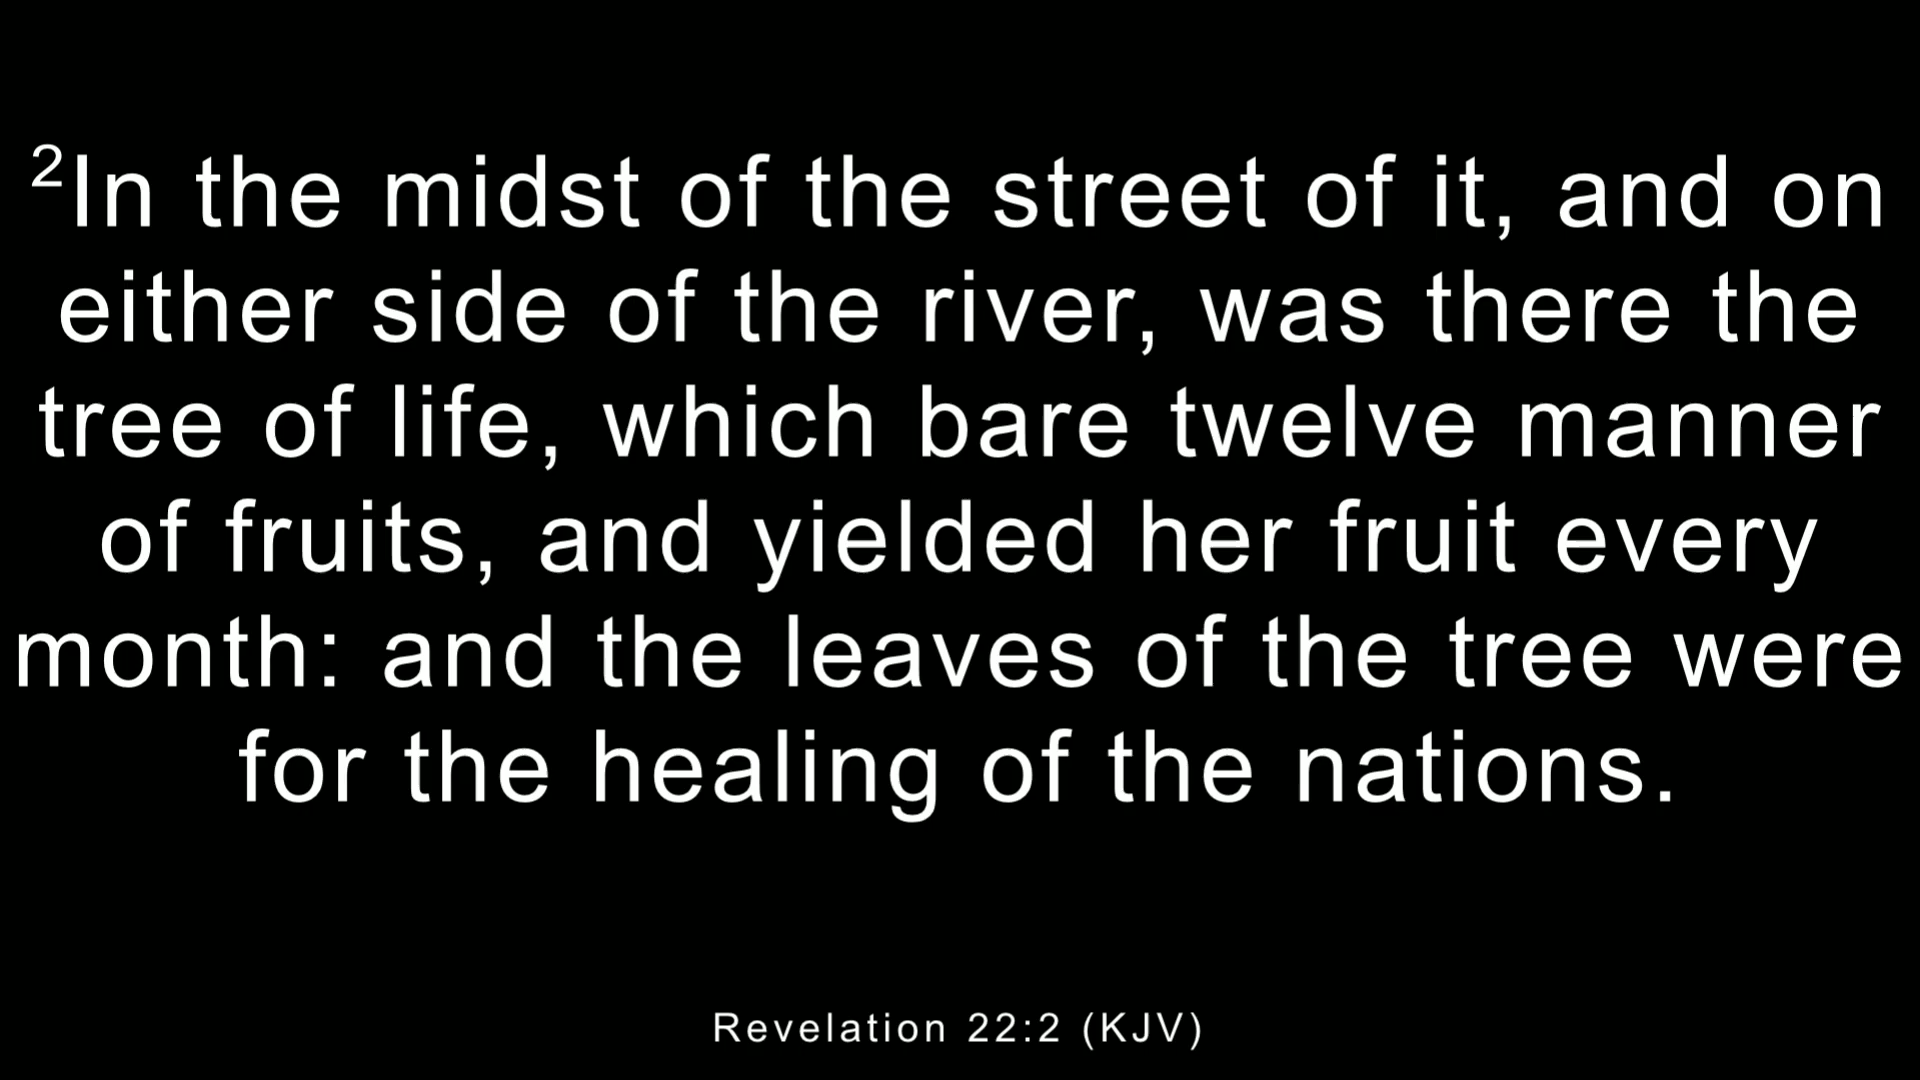 ²In the midst of the street of it, and on
either side of the river, was there the
tree of life, which bare twelve manner
of fruits, and yielded her fruit every
month: and the leaves of the tree were
for the healing of the nations.
Revelation 22:2 (KJV)